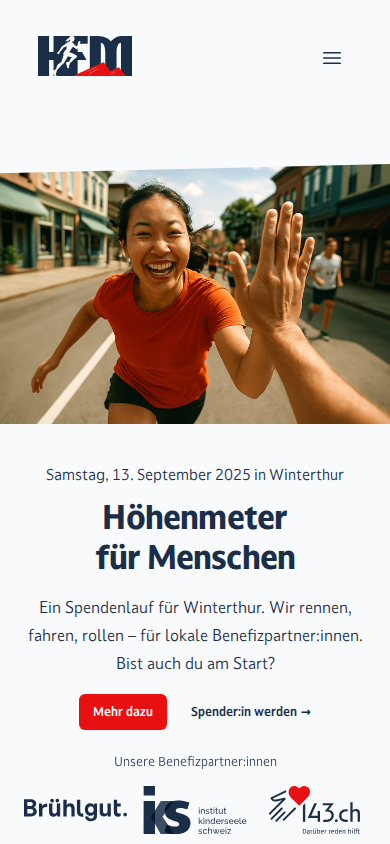 HFM
Samstag, 13. September 2025 in Winterthur
Höhenmeter
für Menschen
Ein Spendenlauf für Winterthur. Wir rennen,
fahren, rollen – für lokale Benefizpartner:innen.
Bist auch du am Start?
Mehr dazu
Spender:in werden →
Unsere Benefizpartner:innen
Brühlgut.
iks
institut
kinderseele
schweiz
143.ch
Darüber reden hilft